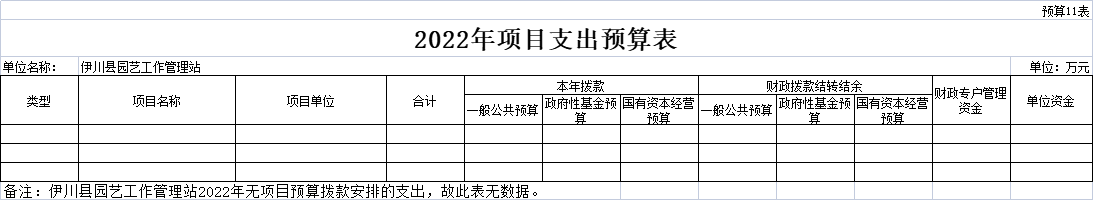 预算11表
2022年项目支出预算表
单位名称： 伊川县园艺工作管理站 单位：万元
类型 项目名称 项目单位 合计 本年拨款 财政拨款结转结余 财政专户管理资金 单位资金
一般公共预算 政府性基金预算 国有资本经营预算 一般公共预算 政府性基金预算 国有资本经营预算
备注：伊川县园艺工作管理站2022年无项目预算拨款安排的支出，故此表无数据。